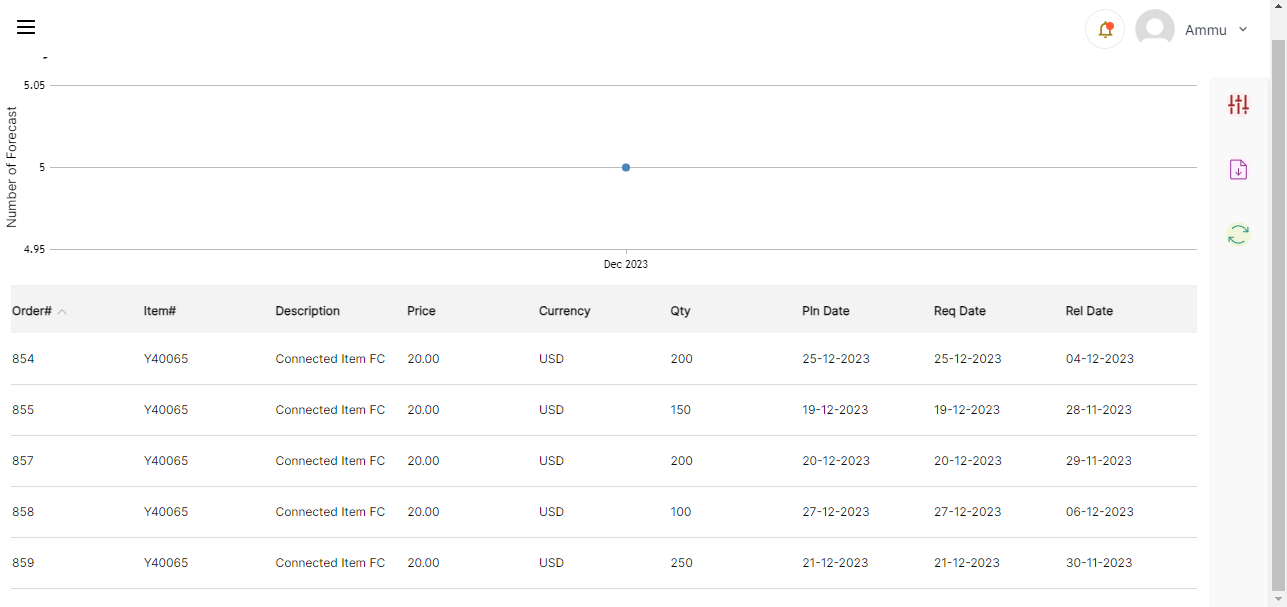 Ammu
5.05
Number of Forecast
5
4.95
Dec 2023
Order# Item# Description Price Currency Qty Pln Date Req Date Rel Date
854 Y40065 Connected Item FC 20.00 USD 200 25-12-2023 25-12-2023 04-12-2023
855 Y40065 Connected Item FC 20.00 USD 150 19-12-2023 19-12-2023 28-11-2023
857 Y40065 Connected Item FC 20.00 USD 200 20-12-2023 20-12-2023 29-11-2023
858 Y40065 Connected Item FC 20.00 USD 100 27-12-2023 27-12-2023 06-12-2023
859 Y40065 Connected Item FC 20.00 USD 250 21-12-2023 21-12-2023 30-11-2023